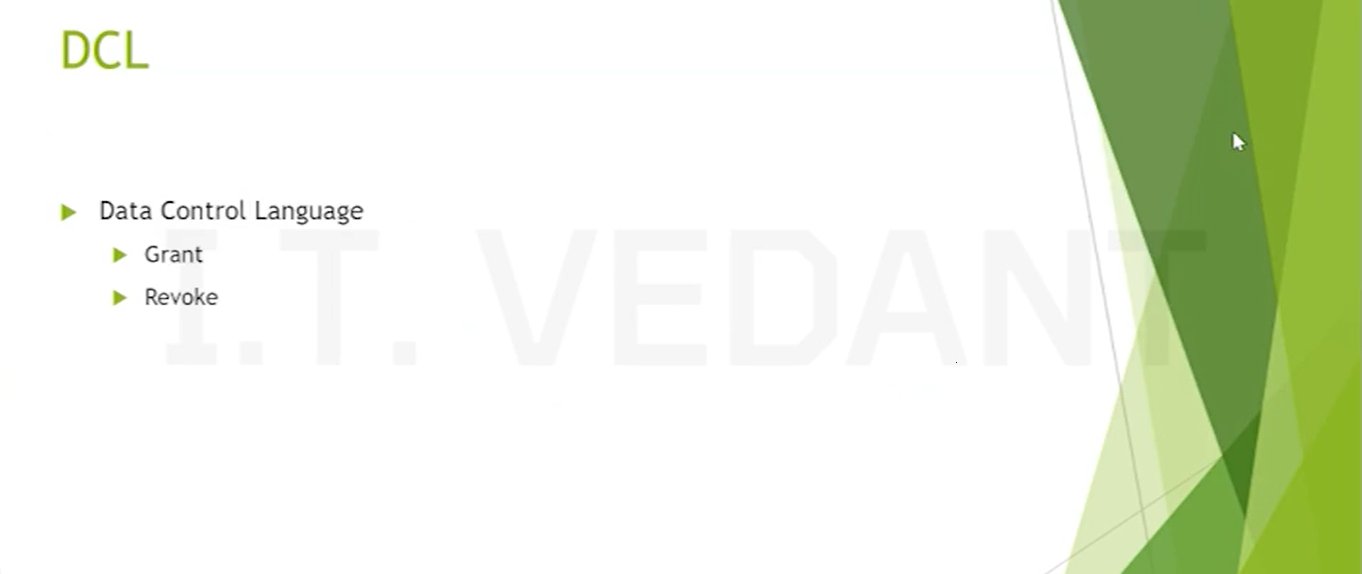 DCL
Data Control Language
Grant
Revoke
I.T. VEDANT